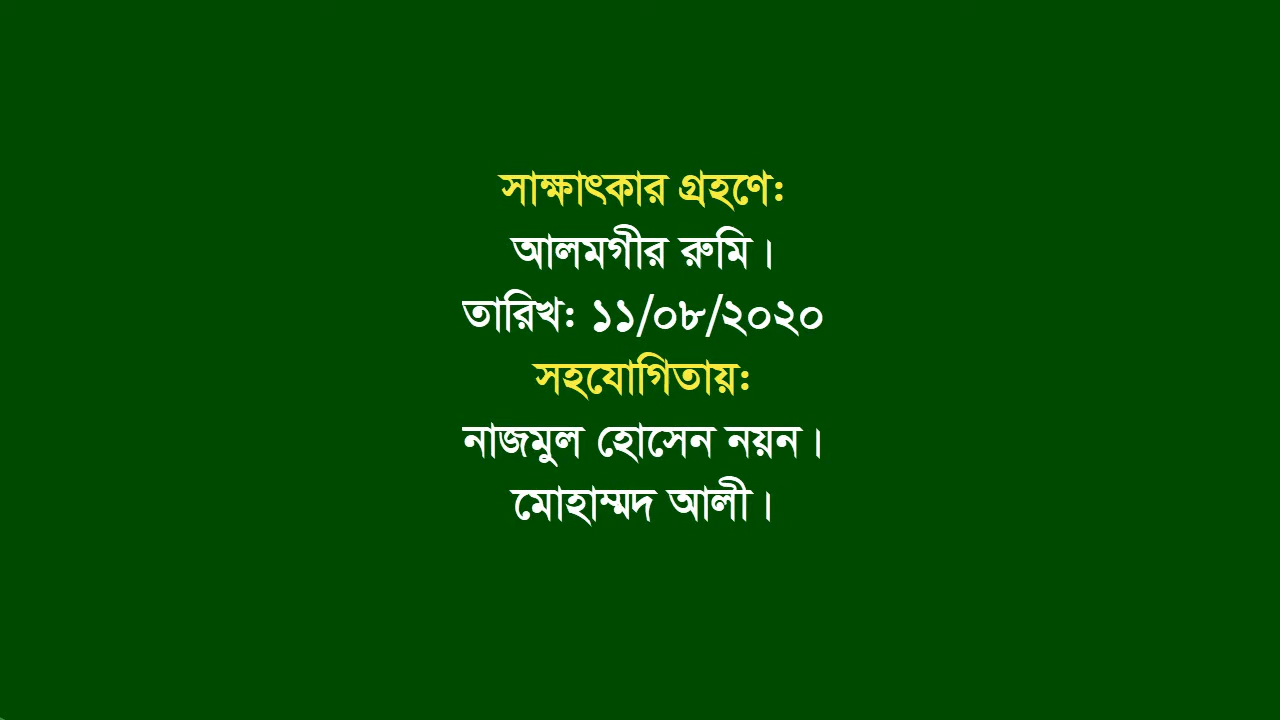 সাক্ষাৎকার গ্রহণে:
আলমগীর রুমি।
তারিখ: ১১/০৮/২০২০
সহযোগিতায়:
নাজমুল হোসেন নয়ন।
মোহাম্মদ আলী।